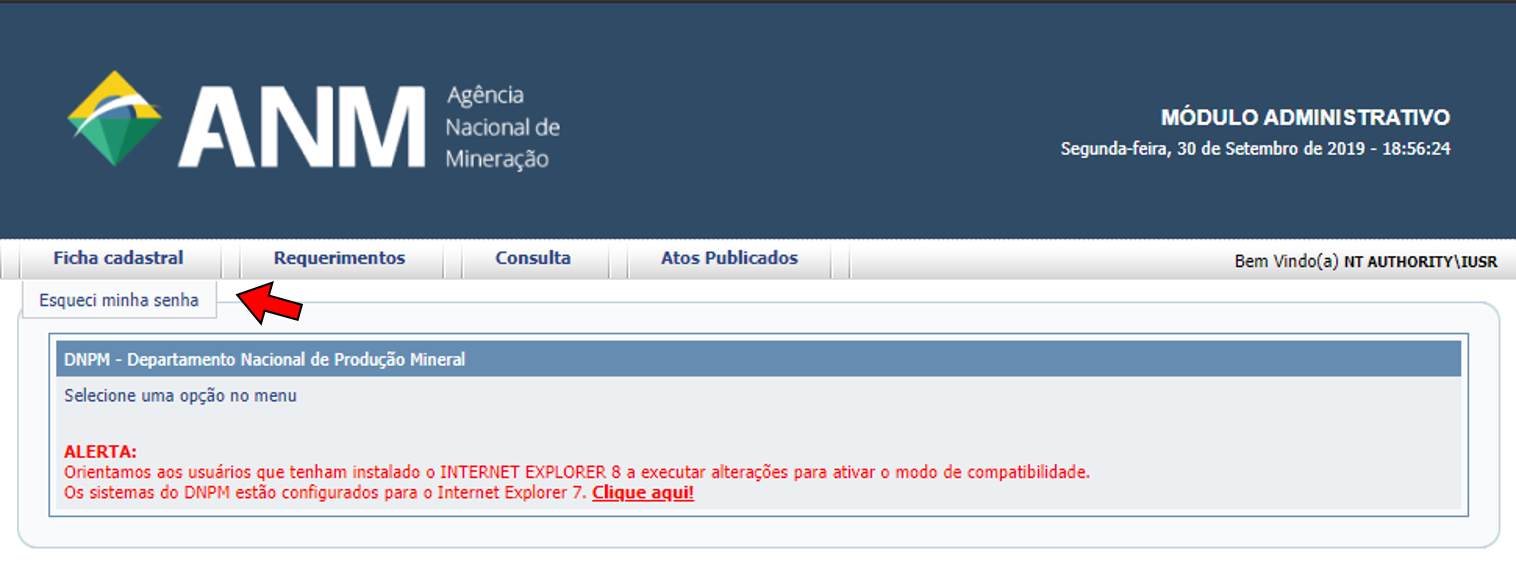 ANM
Agência
Nacional de
Mineração
MÓDULO ADMINISTRATIVO
Segunda-feira, 30 de Setembro de 2019 - 18:56:24
Ficha cadastral Requerimentos Consulta Atos Publicados Bem Vindo(a) NT AUTHORITY\IUSR
Esqueci minha senha
DNPM - Departamento Nacional de Produção Mineral
Selecione uma opção no menu
ALERTA:
Orientamos aos usuários que tenham instalado o INTERNET EXPLORER 8 a executar alterações para ativar o modo de compatibilidade.
Os sistemas do DNPM estão configurados para o Internet Explorer 7. Clique aqui!